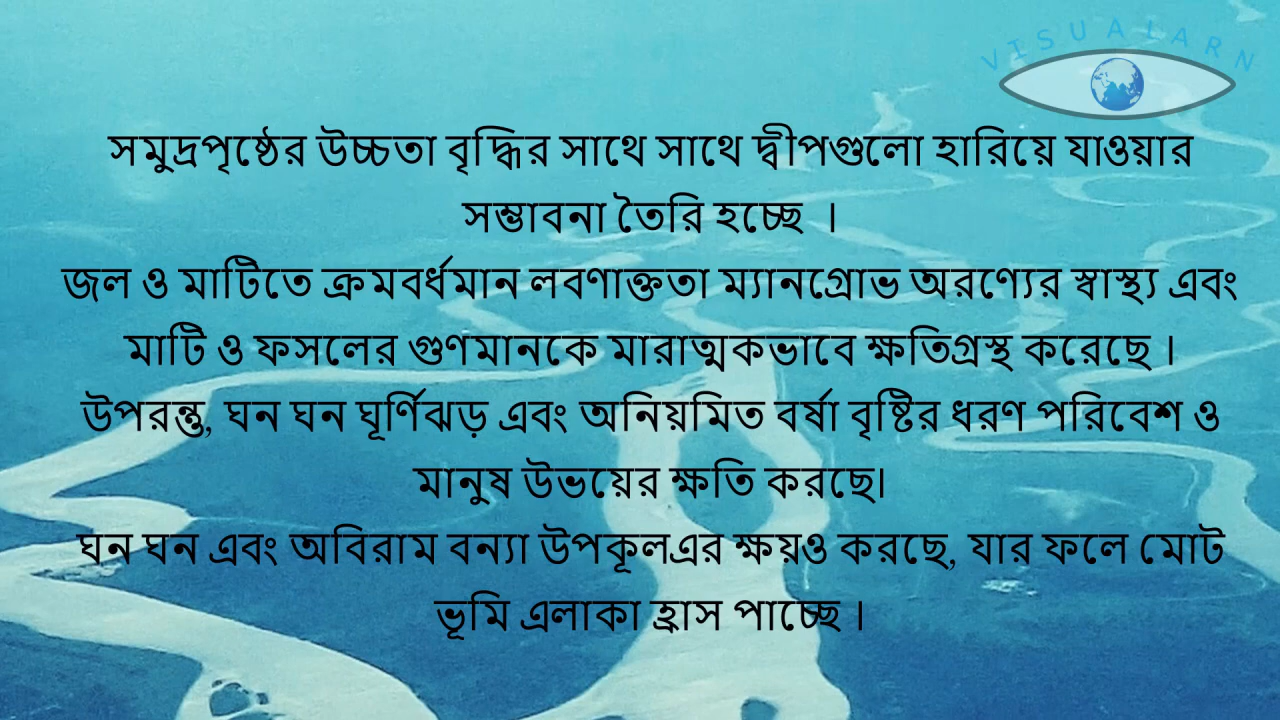 VISUALARN
সমুদ্রপৃষ্ঠের উচ্চতা বৃদ্ধির সাথে সাথে দ্বীপগুলো হারিয়ে যাওয়ার
সম্ভাবনা তৈরি হচ্ছে ।
জল ও মাটিতে ক্রমবর্ধমান লবণাক্ততা ম্যানগ্রোভ অরণ্যের স্বাস্থ্য এবং
মাটি ও ফসলের গুণমানকে মারাত্মকভাবে ক্ষতিগ্রস্থ করেছে ।
উপরন্তু, ঘন ঘন ঘূর্ণিঝড় এবং অনিয়মিত বর্ষা বৃষ্টির ধরণ পরিবেশ ও
মানুষ উভয়ের ক্ষতি করছে।
ঘন ঘন এবং অবিরাম বন্যা উপকূলএর ক্ষয়ও করছে, যার ফলে মোট
ভূমি এলাকা হ্রাস পাচ্ছে ।